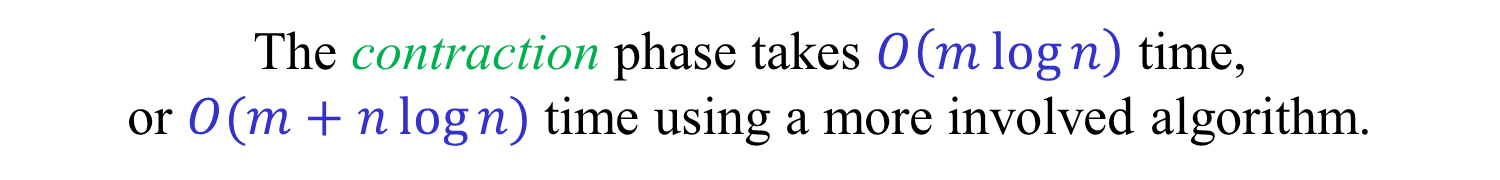 The contraction phase takes O(m log n) time,
or O(m + n log n) time using a more involved algorithm.